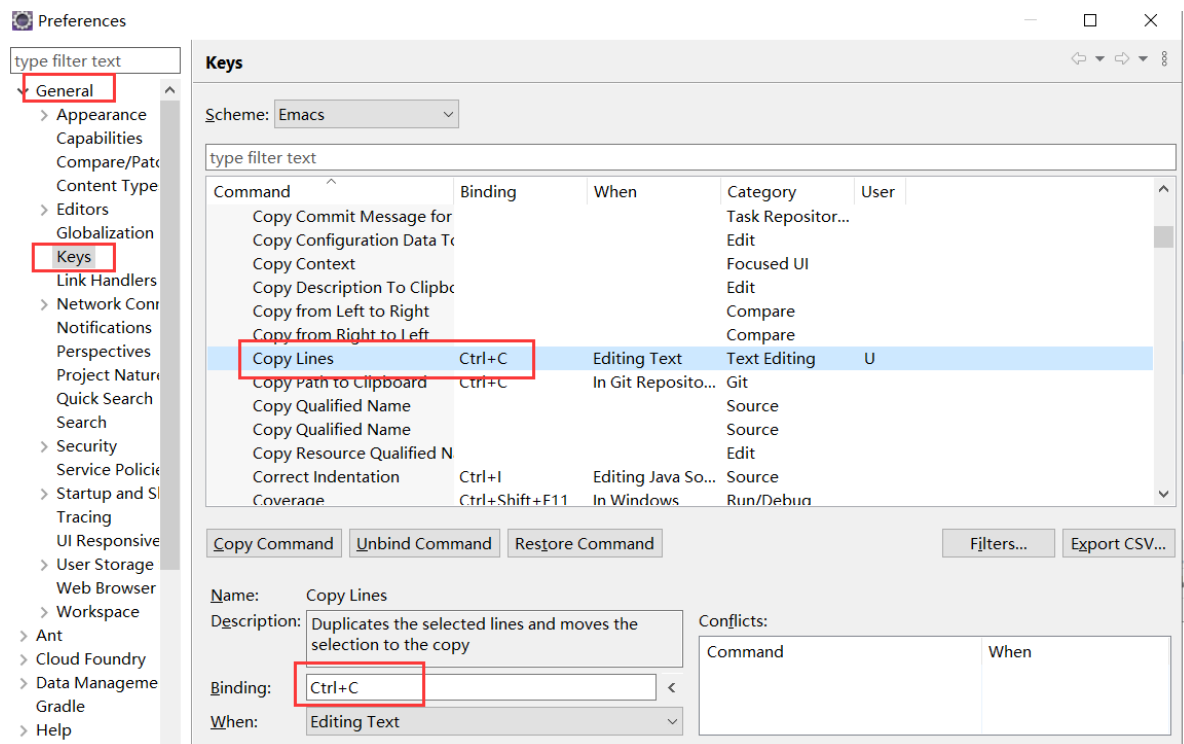 Preferences
type filter text
General
Appearance
Capabilities
Compare/Patc
Content Type
Editors
Globalization
Keys
Link Handlers
Network Conr
Notifications
Perspectives
Project Nature
Quick Search
Search
Security
Service Policie
Startup and Sl
Tracing
UI Responsive
User Storage
Web Browser
Workspace
Ant
Cloud Foundry
Data Manageme
Gradle
Help
Keys
Scheme: Emacs
type filter text
Command Binding When Category User
Copy Commit Message for Task Repositor...
Copy Configuration Data To Edit
Copy Context Focused UI
Copy Description To Clipbo Edit
Copy from Left to Right Compare
Copy from Right to Left Compare
Copy Lines Ctrl+C Editing Text Text Editing U
Copy Path to Clipboard Ctrl+C In Git Reposito... Git
Copy Qualified Name Source
Copy Qualified Name Source
Copy Resource Qualified N Edit
Correct Indentation Ctrl+I Editing Java So... Source
Coverage Ctrl+Shift+F11 In Windows Run/Debug
Copy Command Unbind Command Restore Command Filters... Export CSV...
Name: Copy Lines
Description: Duplicates the selected lines and moves the
selection to the copy
Binding: Ctrl+C
When: Editing Text
Conflicts:
Command When